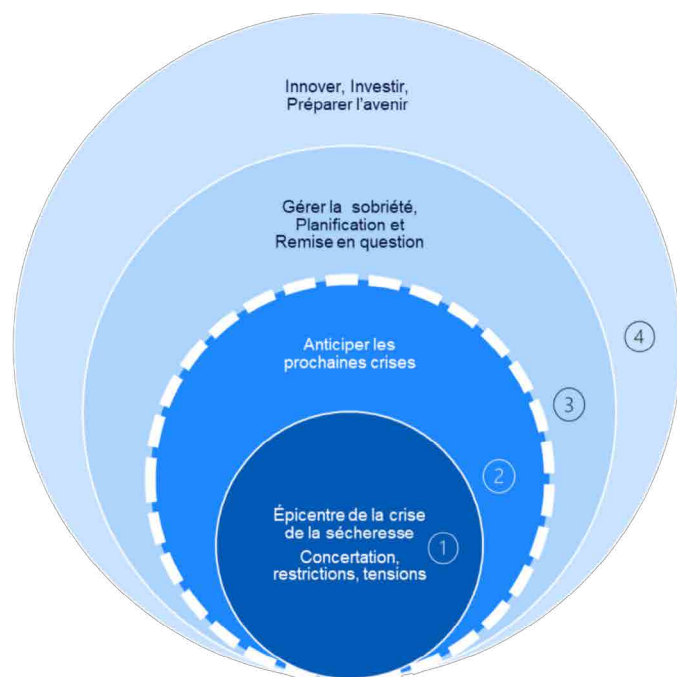 Innover, Investir,
Préparer l'avenir
Gérer la sobriété,
Planification et
Remise en question
4
Anticiper les
prochaines crises
3
2
Épicentre de la crise
de la sécheresse
1
Concertation,
restrictions, tensions